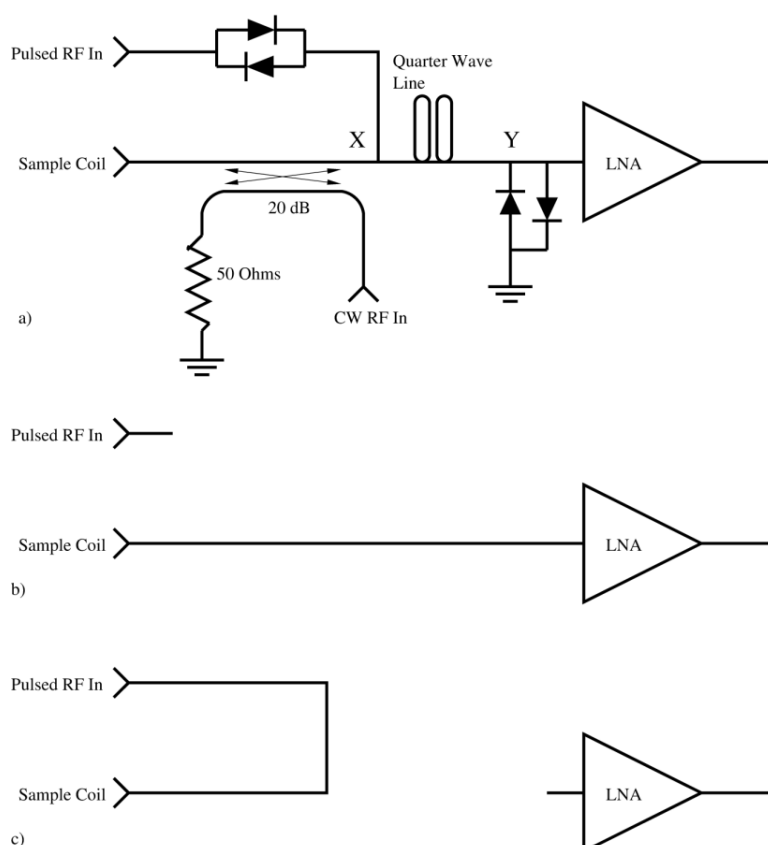 Pulsed RF In
Quarter Wave
Line
X
Y
Sample Coil
LNA
20 dB
50 Ohms
a)
CW RF In
Pulsed RF In
Sample Coil
LNA
b)
Pulsed RF In
Sample Coil
LNA
c)